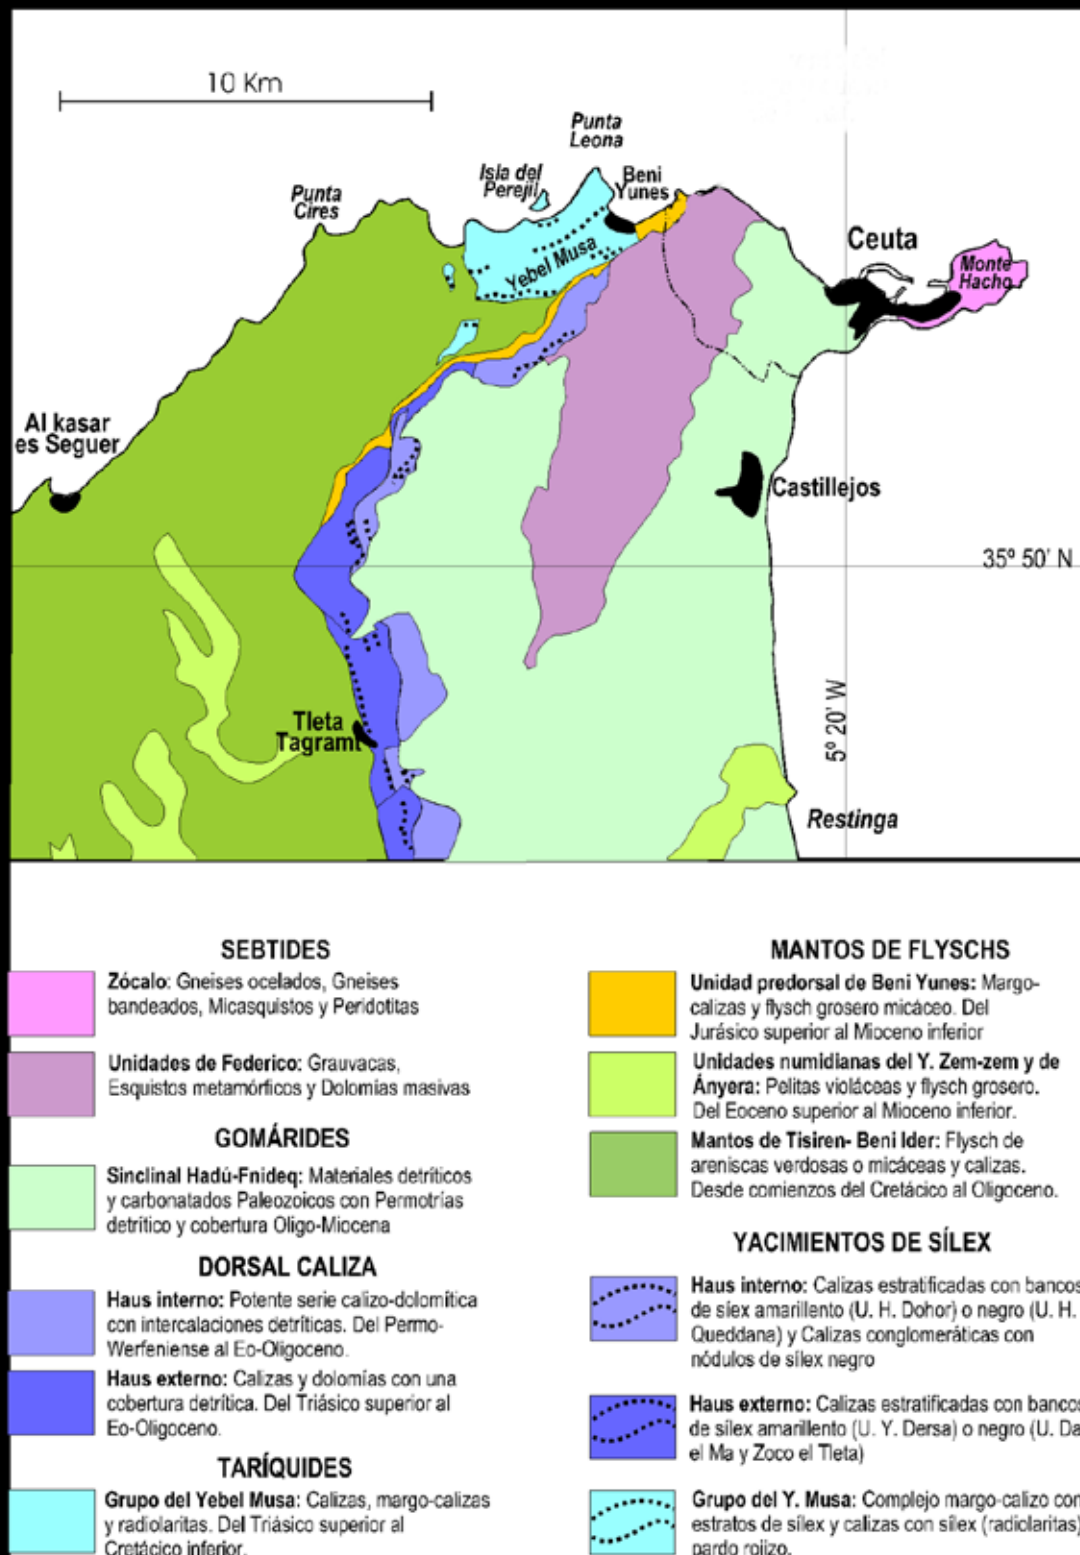 10 Km
Punta
Leona
Isla del
Perejil
Beni
Yunes
Punta
Cires
Ceuta
Yebel Musa
Monte
Hacho
Al kasar
es Seguer
Castillejos
35º 50' N
5º 20' W
Tleta
Tagramt
Restinga
SEBTIDES
Zócalo: Gneises ocelados, Gneises
bandeados, Micasquistos y Peridotitas
Unidades de Federico: Grauvacas,
Esquistos metamórficos y Dolomías masivas
GOMÁRIDES
Sinclinal Hadú-Fnideq: Materiales detríticos
y carbonatados Paleozoicos con Permotrías
detrítico y cobertura Oligo-Miocena
DORSAL CALIZA
Haus interno: Potente serie calizo-dolomítica
con intercalaciones detríticas. Del Permo-
Werfeniense al Eo-Oligoceno.
Haus externo: Calizas y dolomías con una
cobertura detrítica. Del Triásico superior al
Eo-Oligoceno.
TARÍQUIDES
Grupo del Yebel Musa: Calizas, margo-calizas
y radiolaritas. Del Triásico superior al
Cretácico inferior.
MANTOS DE FLYSCHS
Unidad predorsal de Beni Yunes: Margo-
calizas y flysch grosero micáceo. Del
Jurásico superior al Mioceno inferior
Unidades numidianas del Y. Zem-zem y de
Ányera: Pelitas violáceas y flysch grosero.
Del Eoceno superior al Mioceno inferior.
Mantos de Tisiren- Beni Ider: Flysch de
areniscas verdosas o micáceas y calizas.
Desde comienzos del Cretácico al Oligoceno.
YACIMIENTOS DE SÍLEX
Haus interno: Calizas estratificadas con bancos
de síex amarillento (U. H. Dohor) o negro (U. H.
Queddana) y Calizas conglomeráticas con
nódulos de sílex negro
Haus externo: Calizas estratificadas con bancos
de sílex amarillento (U. Y. Dersa) o negro (U. Da
el Ma y Zoco el Tleta)
Grupo del Y. Musa: Complejo margo-calizo con
estratos de sílex y calizas con sílex (radiolaritas)
pardo rojizo.